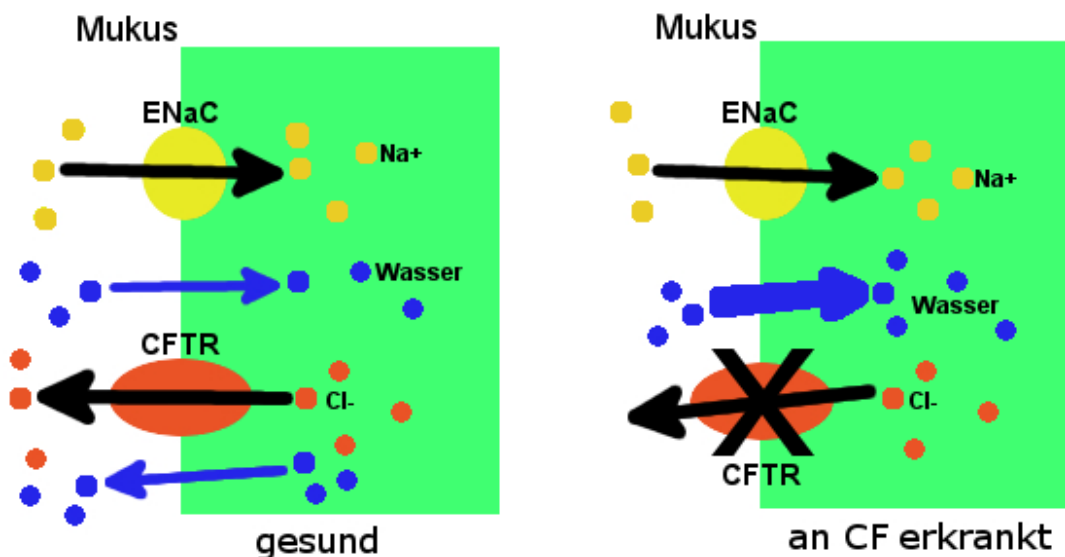 Mukus
ENaC
Na+
Wasser
CFTR
Cl-
gesund
Mukus
ENaC
Na+
Wasser
Cl-
CFTR
an CF erkrankt